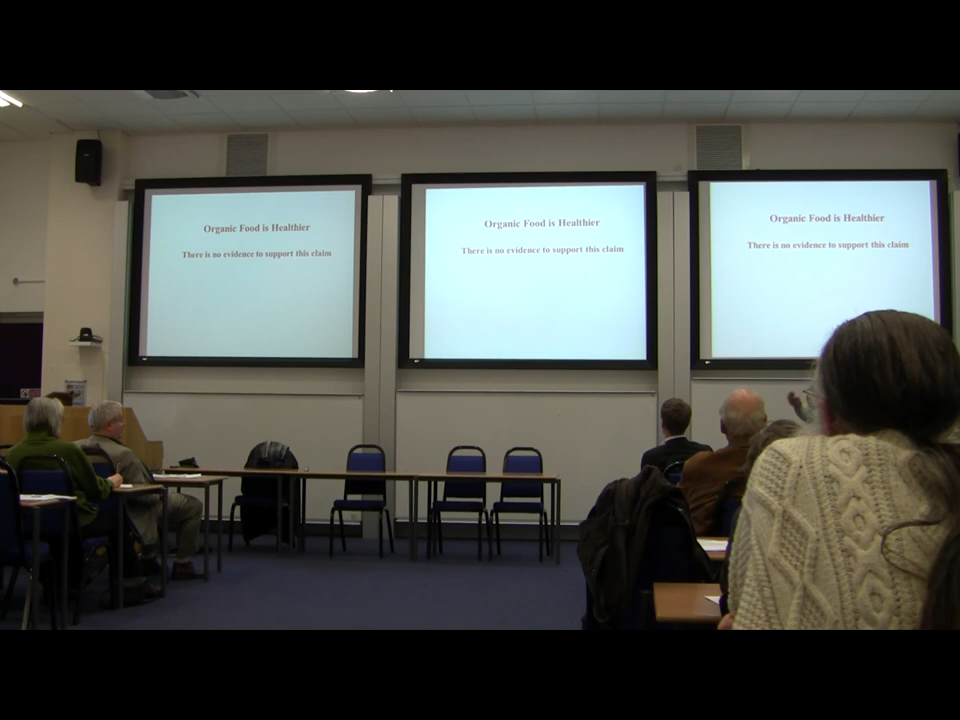 Organic Food is Healthier
There is no evidence to support this claim
Organic Food is Healthier
There is no evidence to support this claim
Organic Food is Healthier
There is no evidence to support this claim